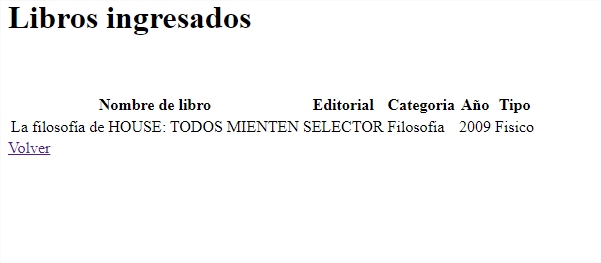 Libros ingresados
Nombre de libro Editorial Categoria Año Tipo
La filosofía de HOUSE: TODOS MIENTEN SELECTOR Filosofía 2009 Fisico
Volver